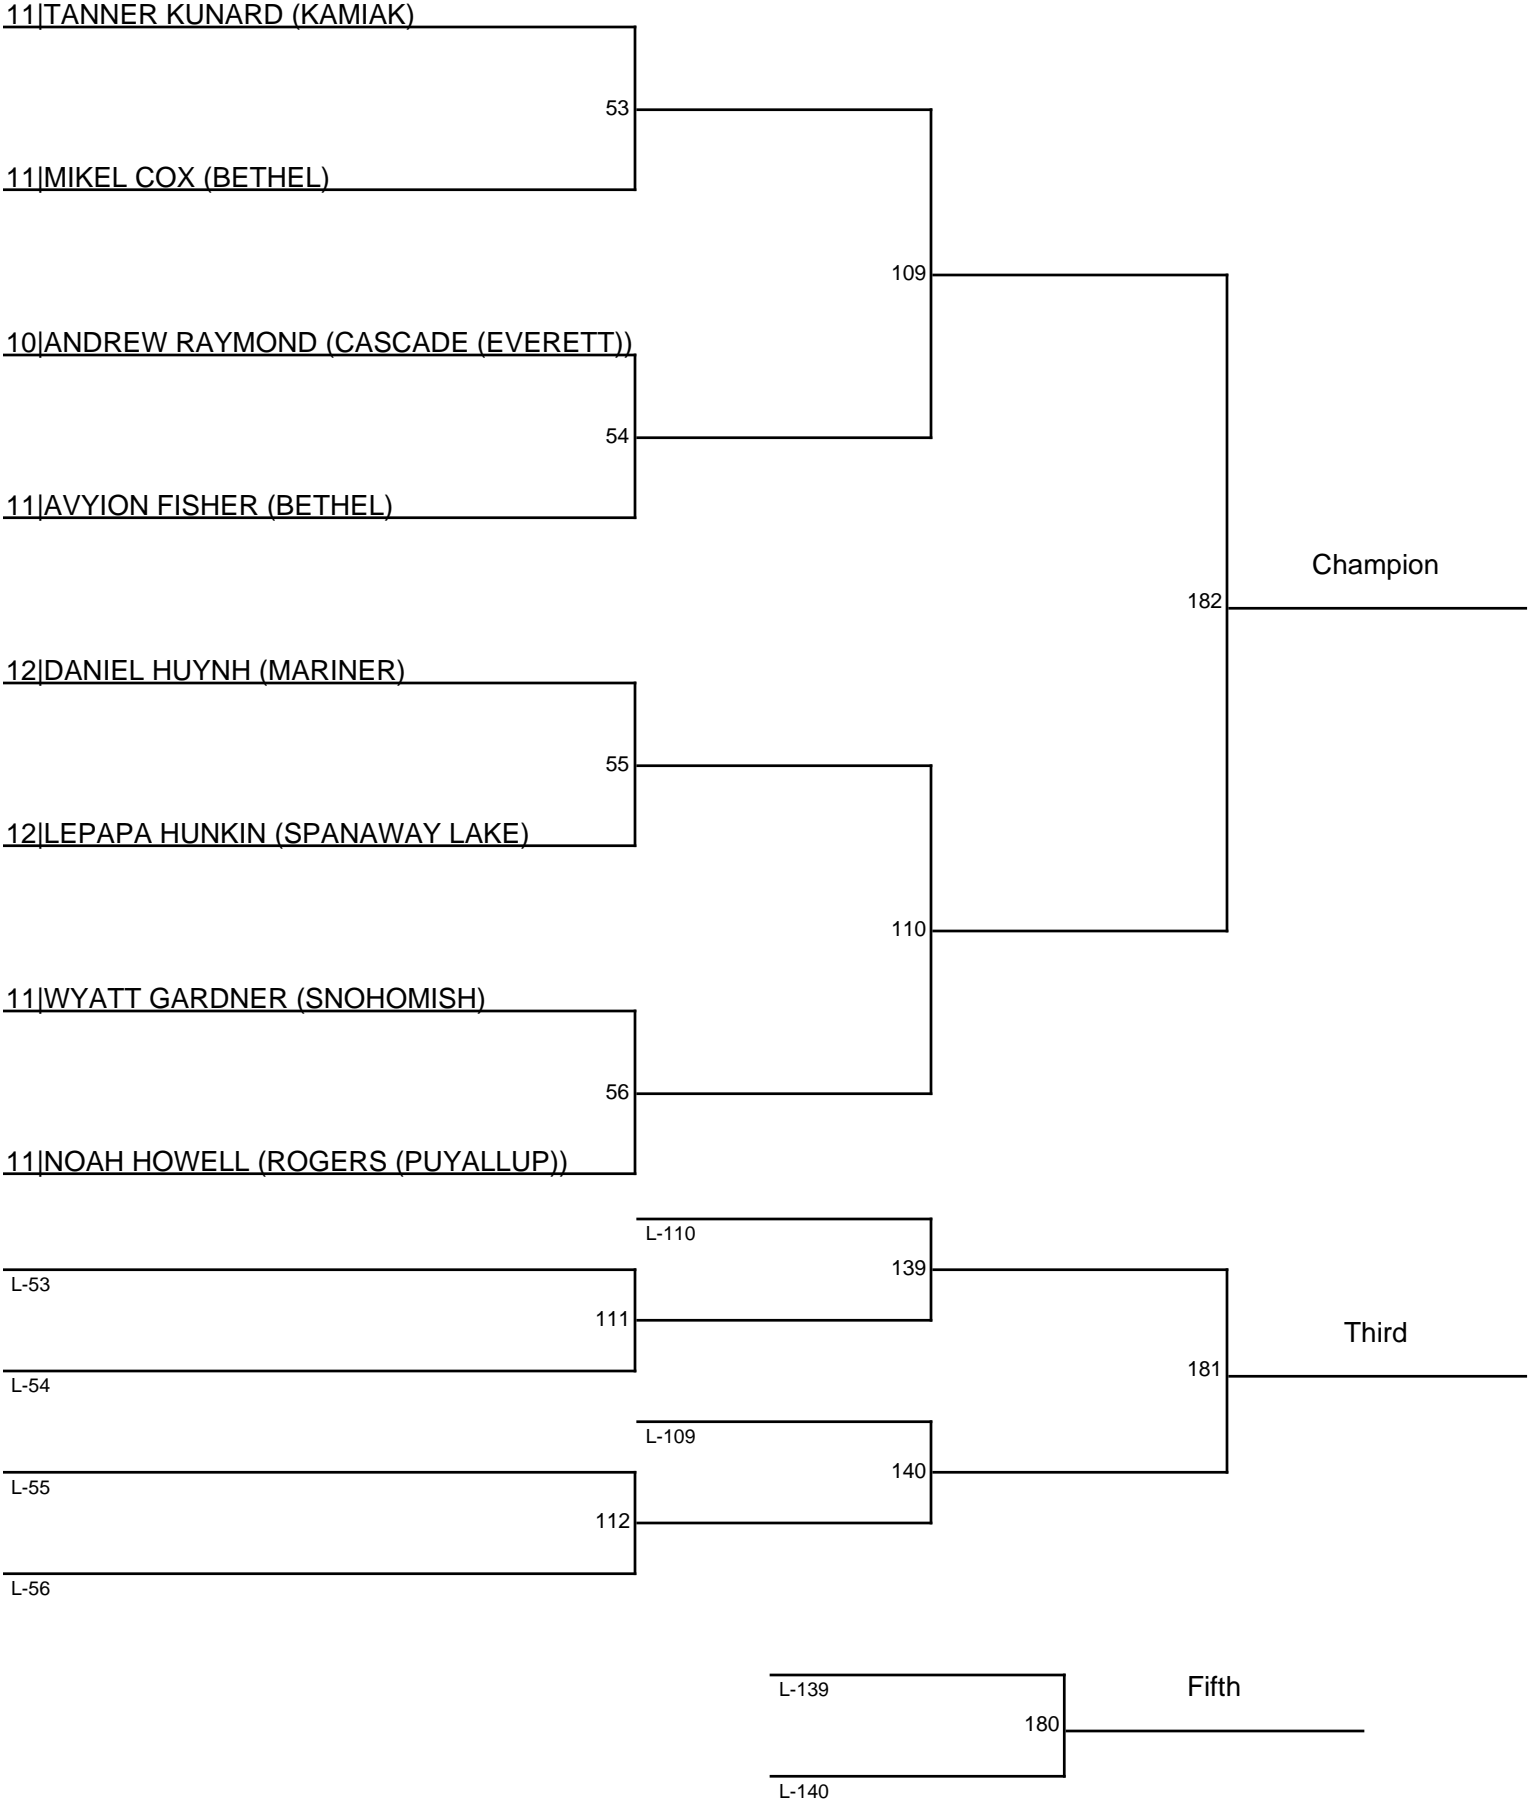 11|TANNER KUNARD (KAMIAK)
53
11|MIKEL COX (BETHEL)
109
10|ANDREW RAYMOND (CASCADE (EVERETT))
54
11|AVYION FISHER (BETHEL)
Champion
182
12|DANIEL HUYNH (MARINER)
55
12|LEPAPA HUNKIN (SPANAWAY LAKE)
110
11|WYATT GARDNER (SNOHOMISH)
56
11|NOAH HOWELL (ROGERS (PUYALLUP))
L-110
139
L-53
111
Third
181
L-54
L-109
140
L-55
112
L-56
L-139
Fifth
180
L-140